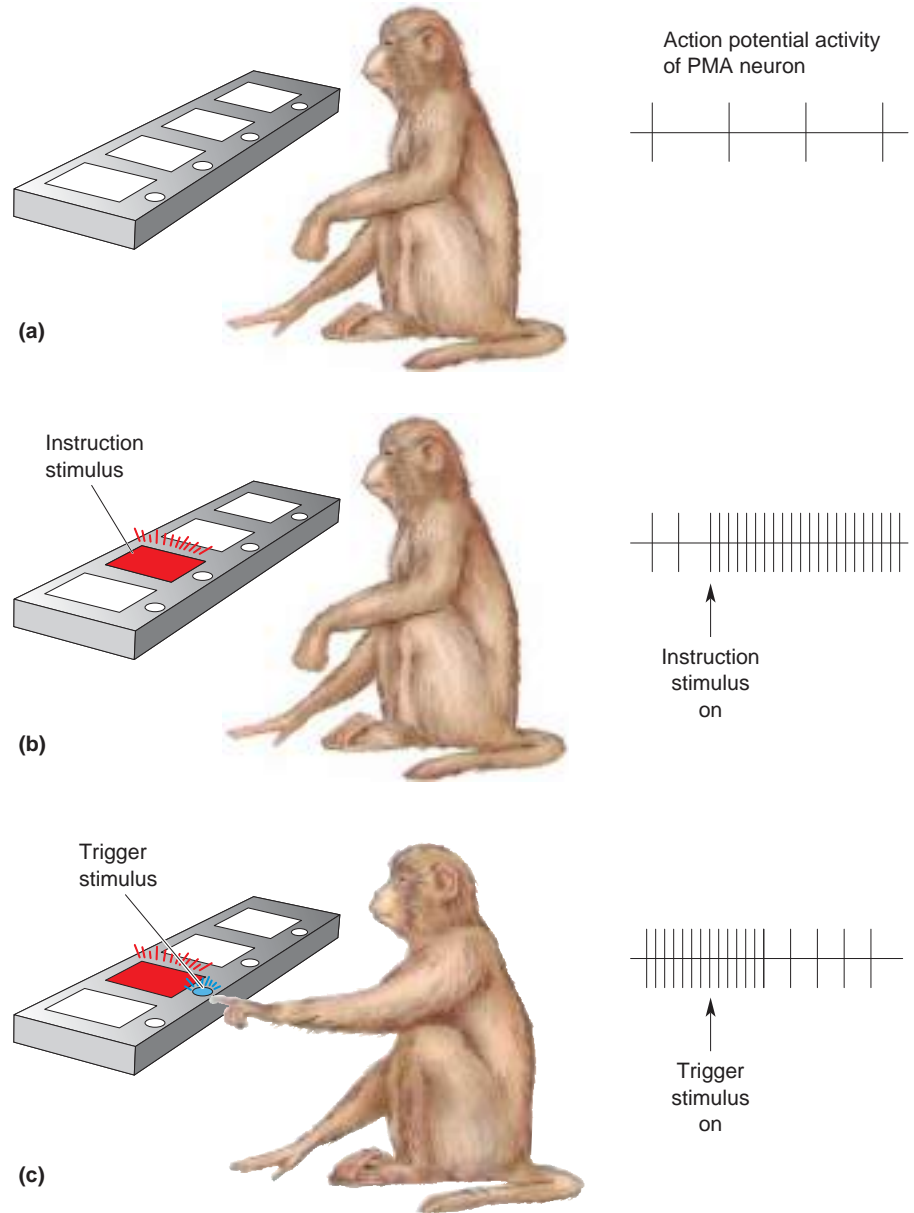 Action potential activity
of PMA neuron
(a)
Instruction
stimulus
Instruction
stimulus
on
(b)
Trigger
stimulus
Trigger
stimulus
on
(c)